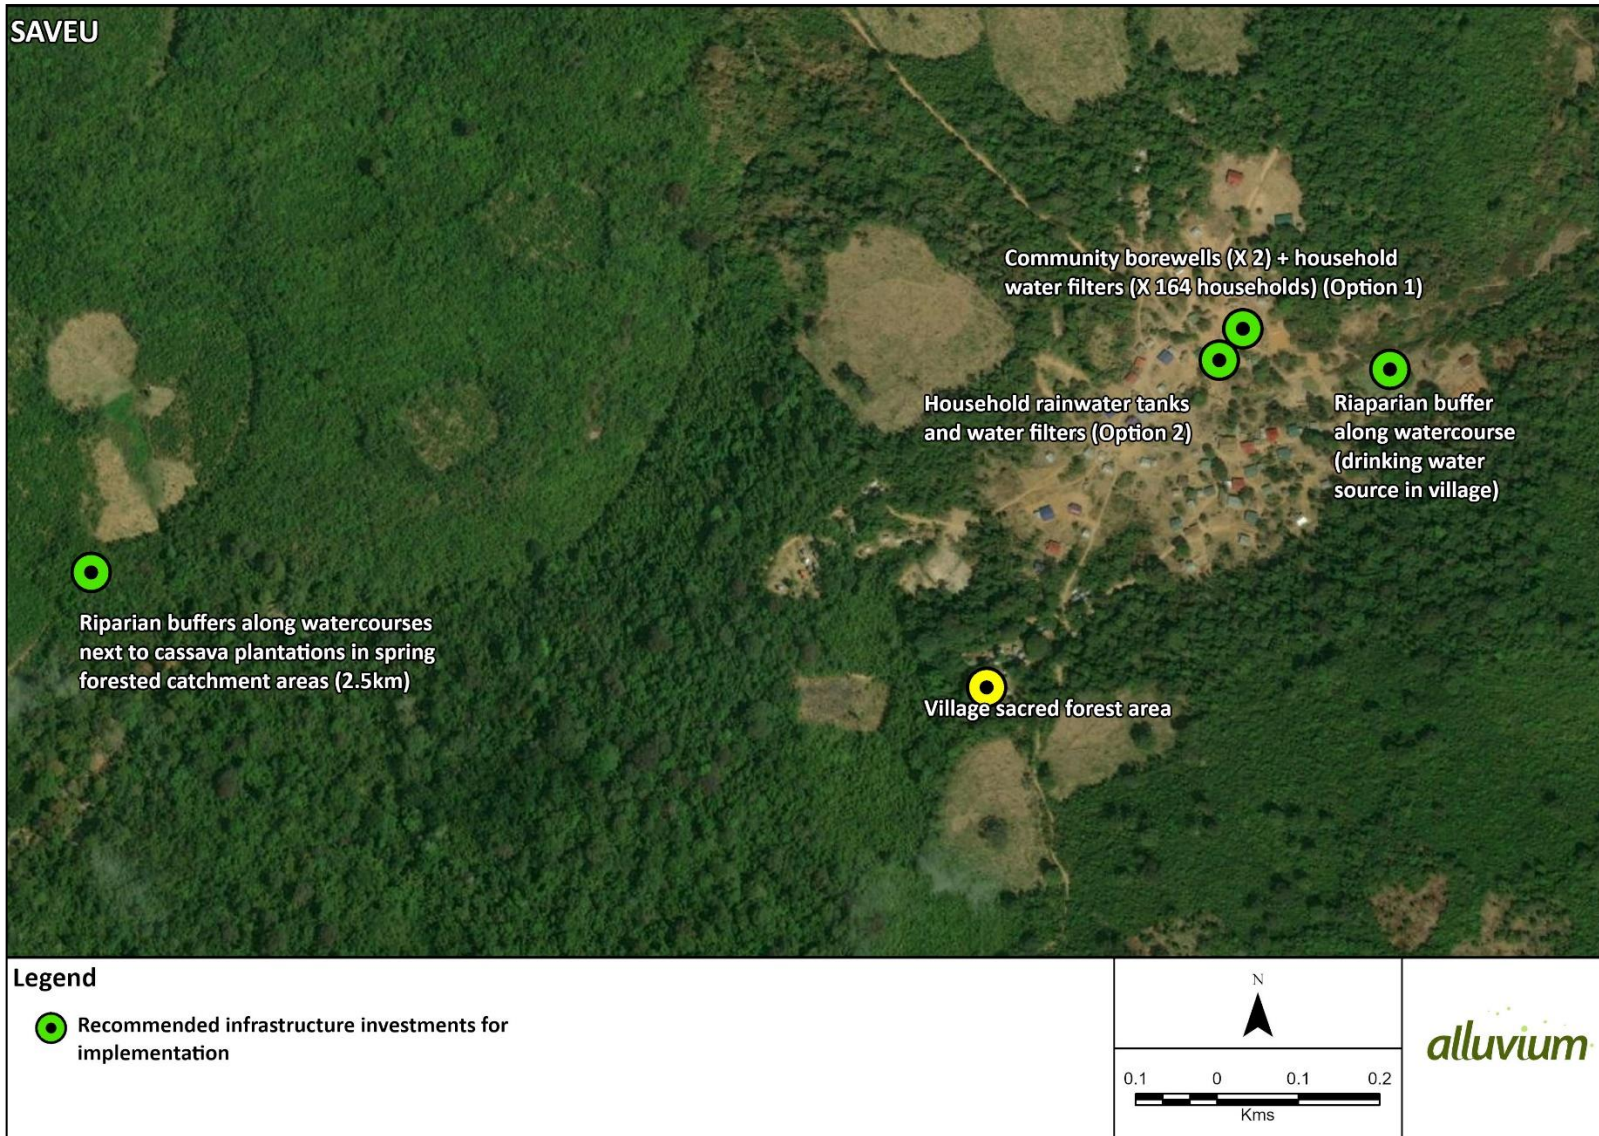 SAVEU
Community borewells (X 2) + household
water filters (X 164 households) (Option 1)
Household rainwater tanks
and water filters (Option 2)
Riaparian buffer
along watercourse
(drinking water
source in village)
Riparian buffers along watercourses
next to cassava plantations in spring
forested catchment areas (2.5km)
Village sacred forest area
Legend
Recommended infrastructure investments for
implementation
N
0.1 0 0.1 0.2
Kms
alluvium